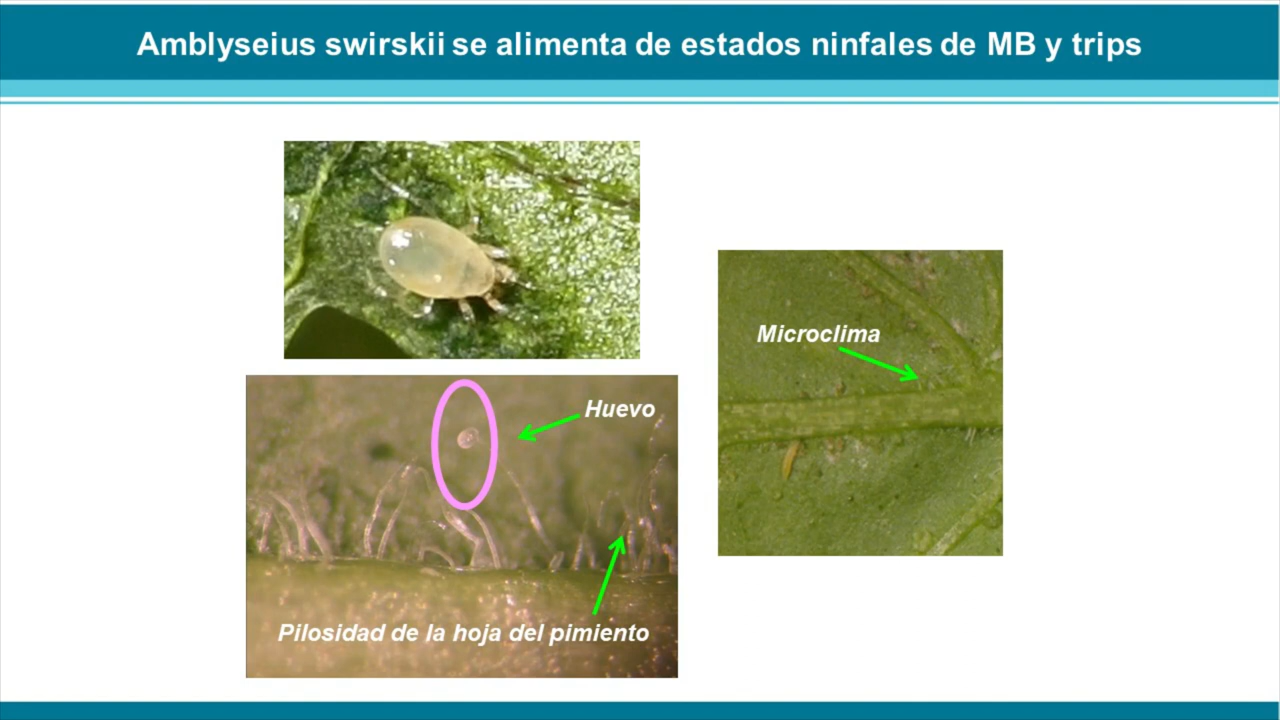 Amblyseius swirskii se alimenta de estados ninfales de MB y trips
Microclima
Huevo
Pilosidad de la hoja del pimiento